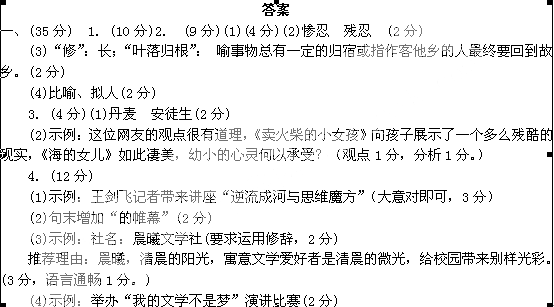 答案
一、(35分) 1. (10分)2. (9分)(1)(4分)(2)惨忍 残忍 (2分)
(3)“修”：长；“叶落归根”： 喻事物总有一定的归宿或指作客他乡的人最终要回到故
乡。(2分)
(4)比喻、拟人(2分)
3. (4分)(1)丹麦 安徒生(2分)
(2)示例：这位网友的观点很有道理,《卖火柴的小女孩》向孩子展示了一个多么残酷的
现实,《海的女儿》如此凄美,幼小的心灵何以承受？(观点1分,分析1分。)
4. (12分)
(1)示例：王剑飞记者带来讲座“逆流成河与思维魔方”(大意对即可,3分)
(2)句末增加“的帷幕”(2分)
(3)示例：社名：晨曦文学社(要求运用修辞,2分)
推荐理由：晨曦,清晨的阳光,寓意文学爱好者是清晨的微光,给校园带来别样光彩。
(3分,语言通畅1分。)
(4)示例：举办“我的文学不是梦”演讲比赛(2分)